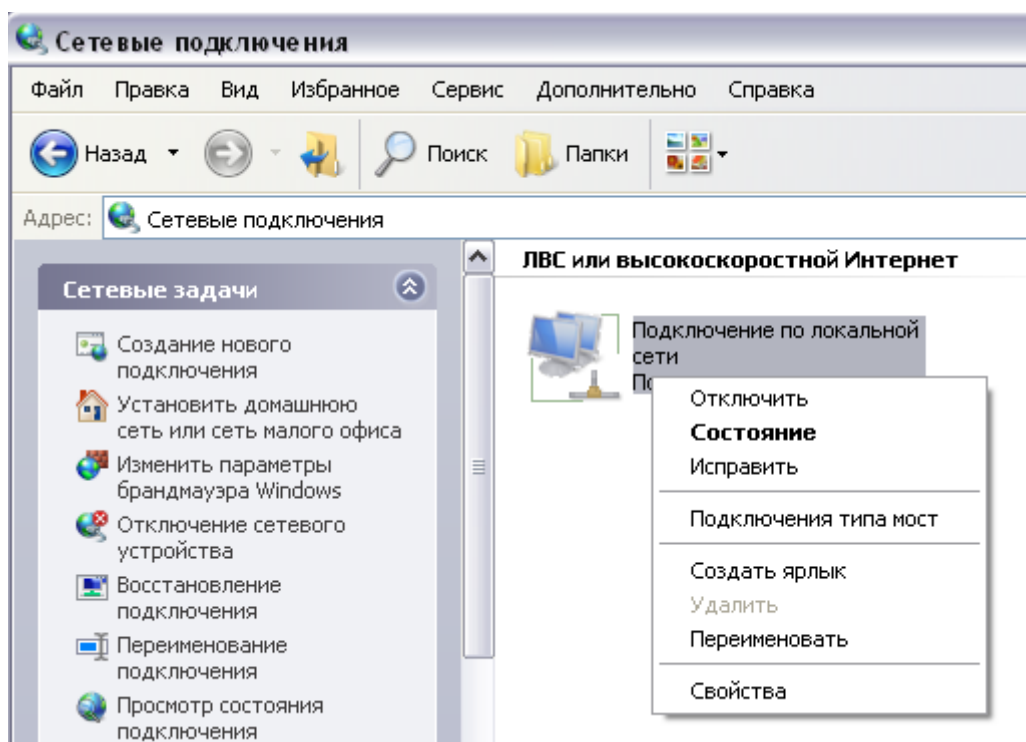 Сетевые подключения
Файл Правка Вид Избранное Сервис Дополнительно Справка
Назад Поиск Папки
Адрес: Сетевые подключения
Сетевые задачи
Создание нового
подключения
Установить домашнюю
сеть или сеть малого офиса
Изменить параметры
брандмауэра Windows
Отключение сетевого
устройства
Восстановление
подключения
Переименование
подключения
Просмотр состояния
подключения
ЛВС или высокоскоростной Интернет
Подключение по локальной
сети
Отключить
Состояние
Исправить
Подключения типа мост
Создать ярлык
Удалить
Переименовать
Свойства